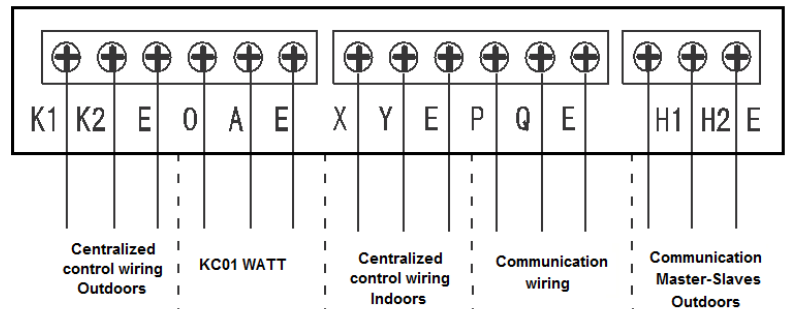 K1 K2 E O A E X Y E P Q E H1 H2 E
Centralized
control wiring
Outdoors
KC01 WATT
Centralized
control wiring
Indoors
Communication
wiring
Communication
Master-Slaves
Outdoors